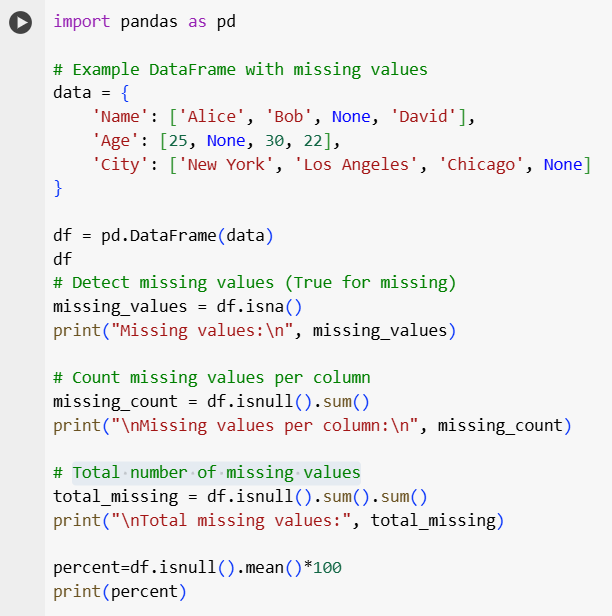 import pandas as pd
# Example DataFrame with missing values
data = {
    'Name': ['Alice', 'Bob', None, 'David'],
    'Age': [25, None, 30, 22],
    'City': ['New York', 'Los Angeles', 'Chicago', None]
}
df = pd.DataFrame(data)
df
# Detect missing values (True for missing)
missing_values = df.isna()
print("Missing values:\n", missing_values)
# Count missing values per column
missing_count = df.isnull().sum()
print("\nMissing values per column:\n", missing_count)
# Total number of missing values
total_missing = df.isnull().sum().sum()
print("\nTotal missing values:", total_missing)
percent=df.isnull().mean()*100
print(percent)